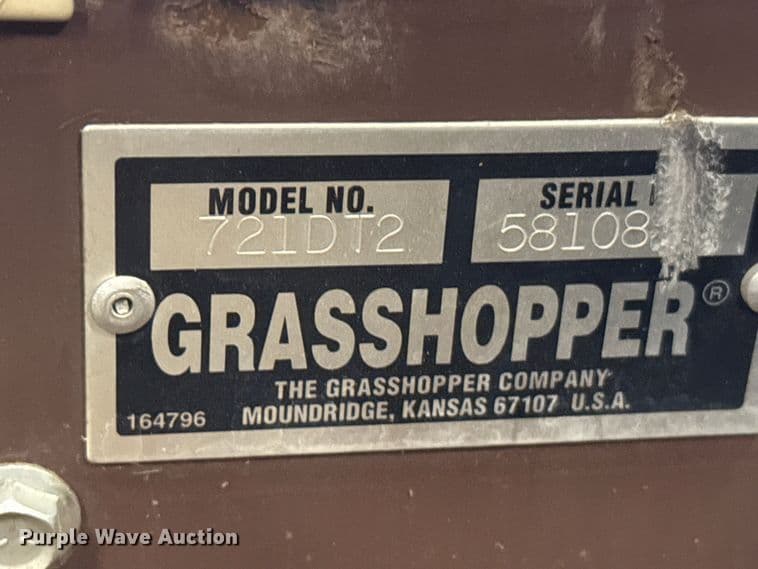 MODEL NO. SERIAL
721DT2 58108
GRASSHOPPER®
THE GRASSHOPPER COMPANY
164796 MOUNDRIDGE, KANSAS 67107 U.S.A.
Purple Wave Auction